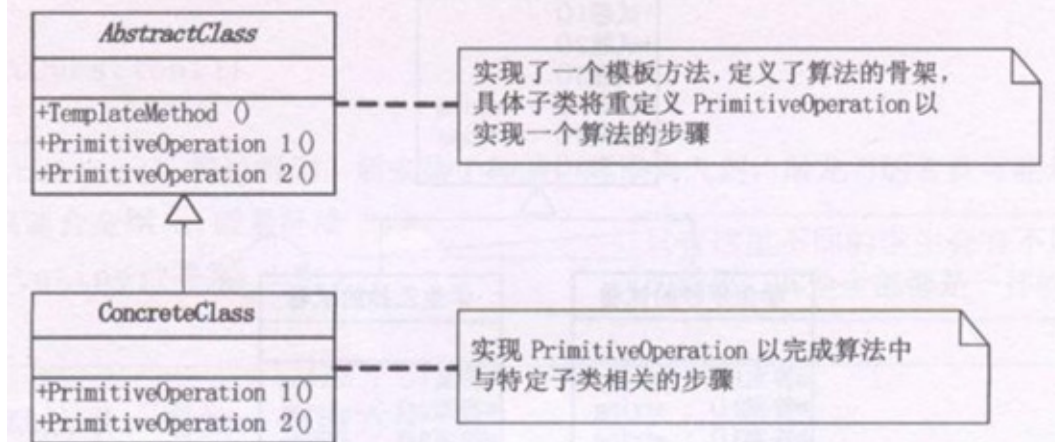 AbstractClass
+TemplateMethod ()
+PrimitiveOperation 1()
+PrimitiveOperation 2()
实现了一个模板方法，定义了算法的骨架，
具体子类将重定义 PrimitiveOperation 以
实现一个算法的步骤
ConcreteClass
+PrimitiveOperation 1()
+PrimitiveOperation 2()
实现 PrimitiveOperation 以完成算法中
与特定子类相关的步骤